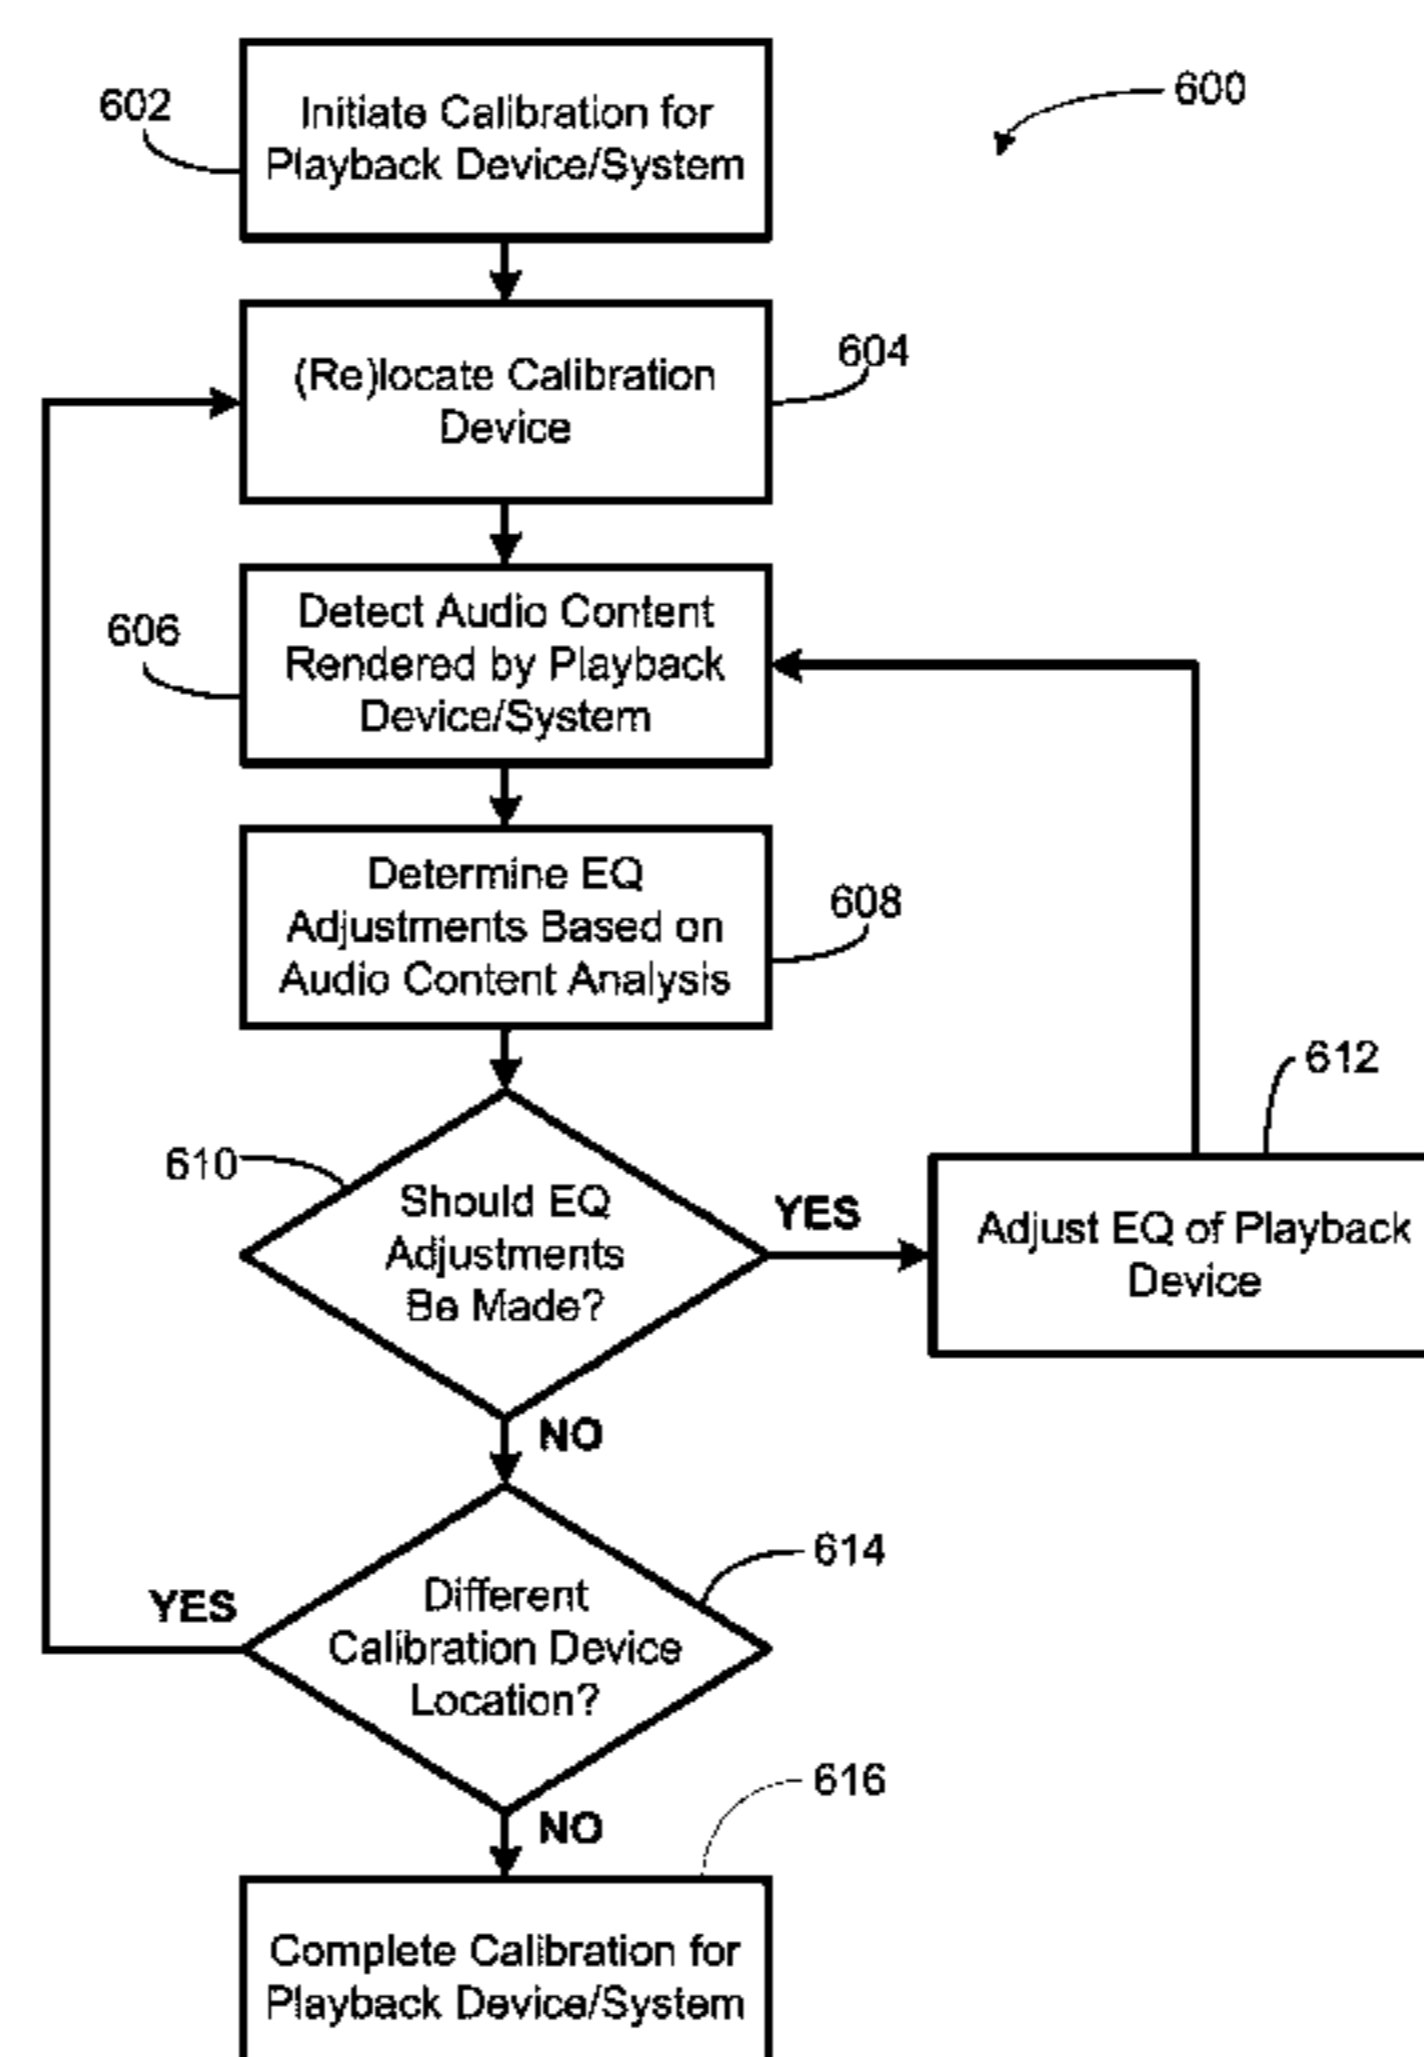 600
602
Initiate Calibration for
Playback Device/System
604
(Re)locate Calibration
Device
606
Detect Audio Content
Rendered by Playback
Device/System
608
Determine EQ
Adjustments Based on
Audio Content Analysis
610
Should EQ
Adjustments
Be Made?
YES
612
Adjust EQ of Playback
Device
NO
614
Different
Calibration Device
Location?
YES
NO
616
Complete Calibration for
Playback Device/System